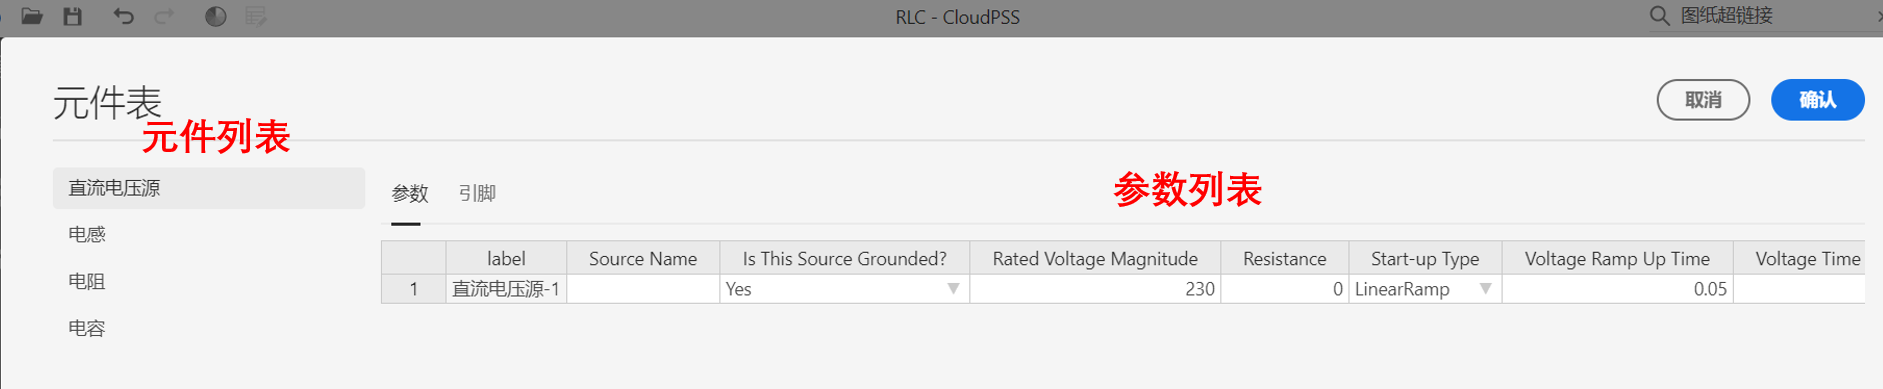 RLC - CloudPSS
图纸超链接
元件表
取消
确认
元件列表
直流电压源
电感
电阻
电容
参数 引脚
参数列表
label Source Name Is This Source Grounded? Rated Voltage Magnitude Resistance Start-up Type Voltage Ramp Up Time Voltage Time
1 直流电压源-1 Yes 230 0 LinearRamp 0.05